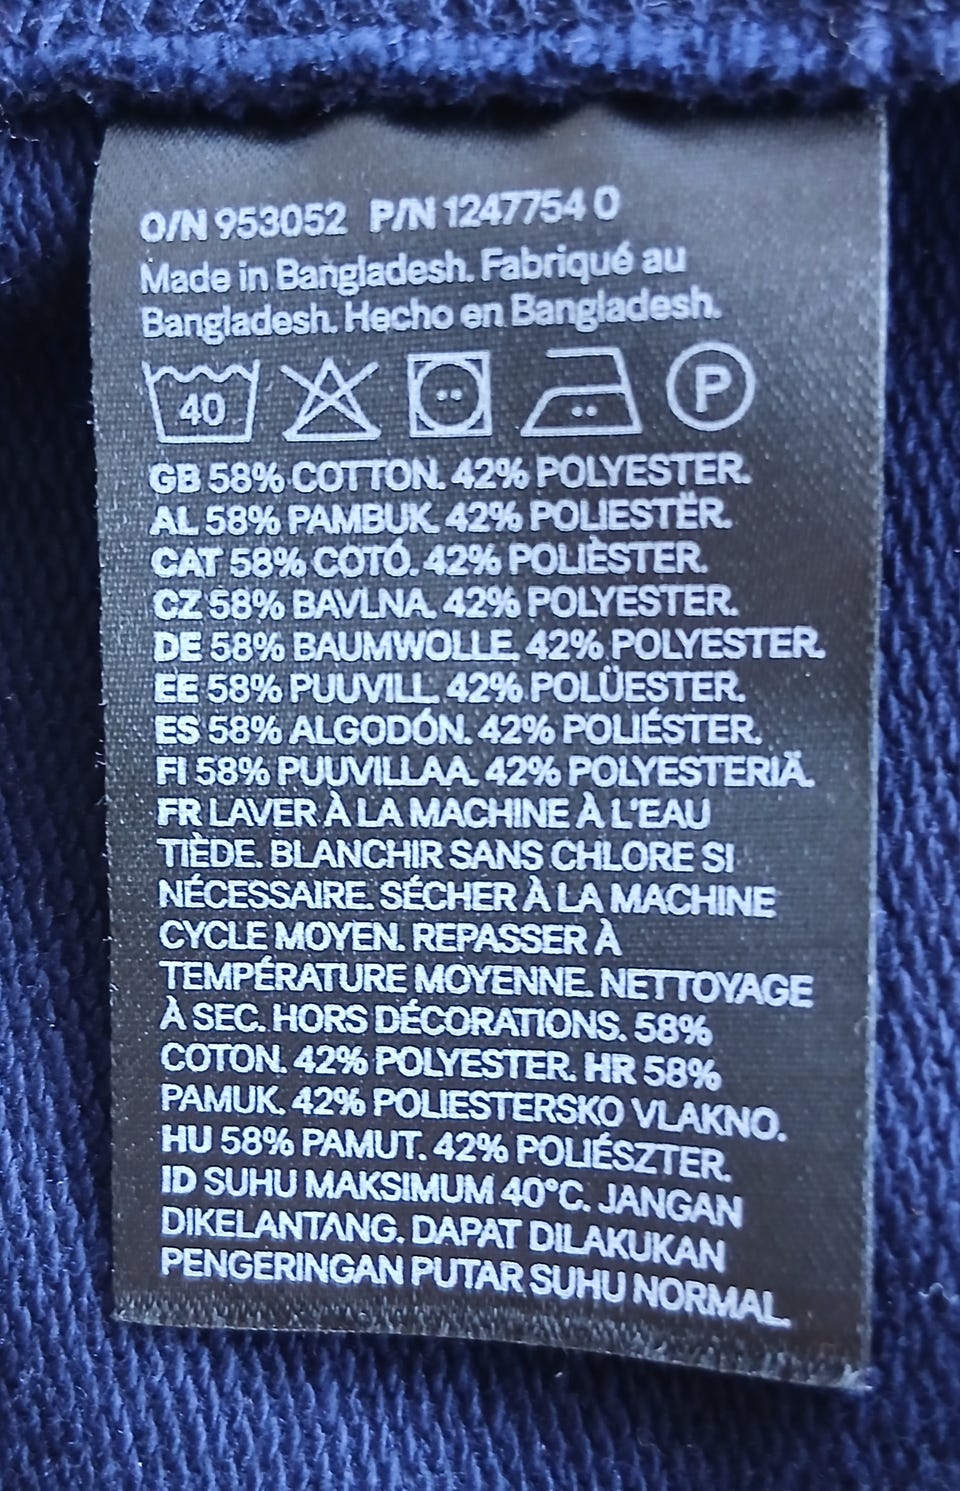 O/N 953052 P/N 1247754 0
Made in Bangladesh. Fabriqué au
Bangladesh. Hecho en Bangladesh.
40 P
GB 58% COTTON. 42% POLYESTER.
AL 58% PAMBUK. 42% POLIESTËR.
CAT 58% COTÓ. 42% POLIÈSTER.
CZ 58% BAVLNA. 42% POLYESTER.
DE 58% BAUMWOLLE. 42% POLYESTER.
EE 58% PUUVILL. 42% POLÜESTER.
ES 58% ALGODÓN. 42% POLIÉSTER.
FI 58% PUUVILLAA. 42% POLYESTERIÄ.
FR LAVER À LA MACHINE À L'EAU
TIÈDE. BLANCHIR SANS CHLORE SI
NÉCESSAIRE. SÉCHER À LA MACHINE
CYCLE MOYEN. REPASSER À
TEMPÉRATURE MOYENNE. NETTOYAGE
À SEC. HORS DÉCORATIONS. 58%
COTON. 42% POLYESTER. HR 58%
PAMUK. 42% POLIESTERSKO VLAKNO.
HU 58% PAMUT. 42% POLIÉSZTER.
ID SUHU MAKSIMUM 40°C. JANGAN
DIKELANTANG. DAPAT DILAKUKAN
PENGERINGAN PUTAR SUHU NORMAL.